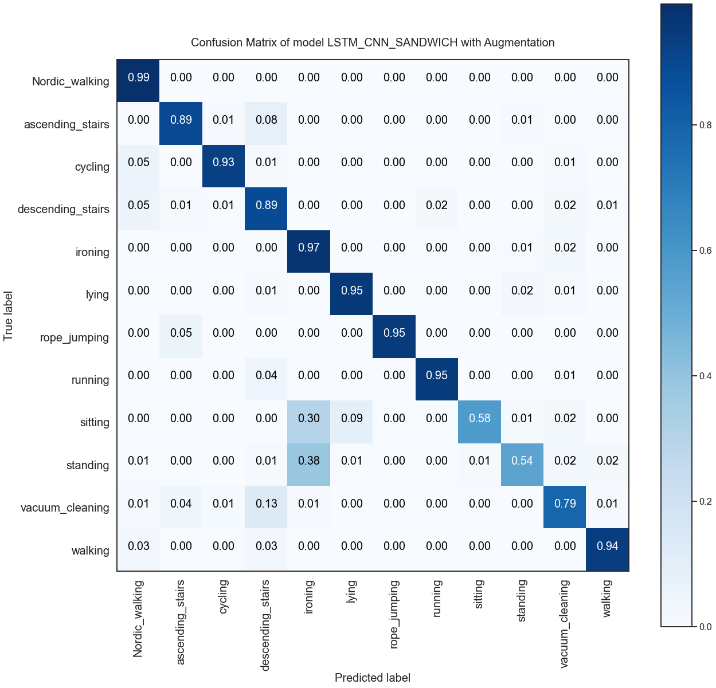 Confusion Matrix of model LSTM_CNN_SANDWICH with Augmentation
Nordic_walking 0.99 0.00 0.00 0.00 0.00 0.00 0.00 0.00 0.00 0.00 0.00 0.00
ascending_stairs 0.00 0.89 0.01 0.08 0.00 0.00 0.00 0.00 0.00 0.01 0.00 0.00
cycling 0.05 0.00 0.93 0.01 0.00 0.00 0.00 0.00 0.00 0.00 0.01 0.00
descending_stairs 0.05 0.01 0.01 0.89 0.00 0.00 0.00 0.02 0.00 0.00 0.02 0.01
ironing 0.00 0.00 0.00 0.00 0.97 0.00 0.00 0.00 0.00 0.01 0.02 0.00
lying 0.00 0.00 0.00 0.01 0.00 0.95 0.00 0.00 0.00 0.02 0.01 0.00
rope_jumping 0.00 0.05 0.00 0.00 0.00 0.00 0.95 0.00 0.00 0.00 0.00 0.00
running 0.00 0.00 0.00 0.04 0.00 0.00 0.00 0.95 0.00 0.00 0.01 0.00
sitting 0.00 0.00 0.00 0.00 0.30 0.09 0.00 0.00 0.58 0.01 0.02 0.00
standing 0.01 0.00 0.00 0.01 0.38 0.01 0.00 0.00 0.01 0.54 0.02 0.02
vacuum_cleaning 0.01 0.04 0.01 0.13 0.01 0.00 0.00 0.00 0.00 0.00 0.79 0.01
walking 0.03 0.00 0.00 0.03 0.00 0.00 0.00 0.00 0.00 0.00 0.00 0.94
True label
Nordic_walking
ascending_stairs
cycling
descending_stairs
ironing
lying
rope_jumping
running
sitting
standing
vacuum_cleaning
walking
Predicted label
0.8
0.6
0.4
0.2
0.0